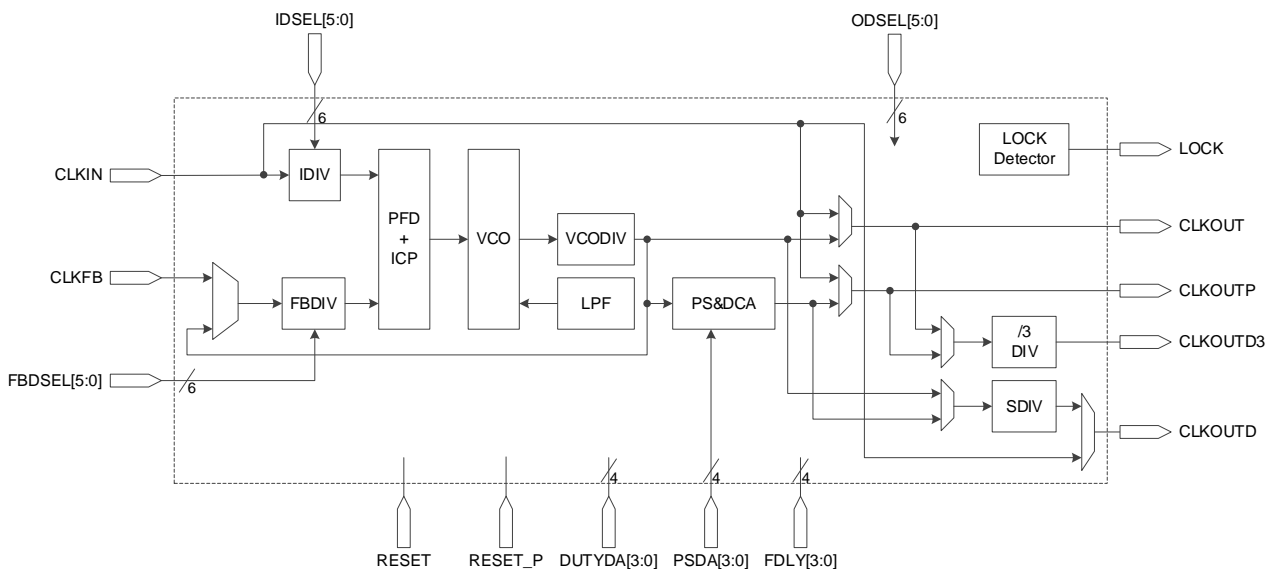 IDSEL[5:0]
ODSEL[5:0]
6
6
LOCK
Detector
LOCK
CLKIN
IDIV
PFD
+
ICP
VCO
VCODIV
CLKOUT
CLKFB
FBDIV
LPF
PS&DCA
CLKOUTP
/3
DIV
CLKOUTD3
FBDSEL[5:0]
6
SDIV
CLKOUTD
4
4
4
RESET
RESET_P
DUTYDA[3:0]
PSDA[3:0]
FDLY[3:0]